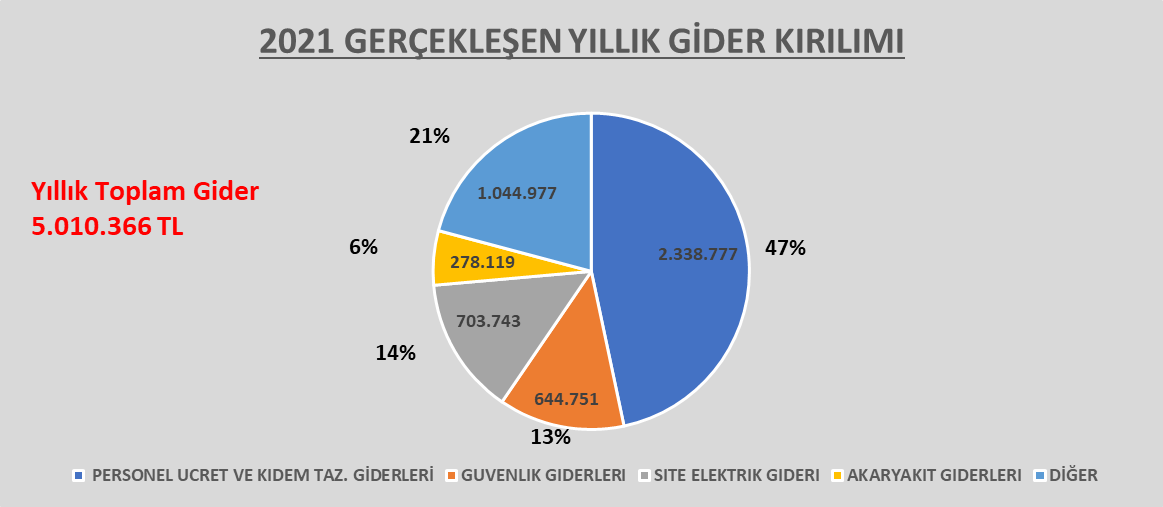 2021 GERÇEKLEŞEN YILLIK GİDER KIRILIMI
21%
1.044.977
Yıllık Toplam Gider
5.010.366 TL
6%
278.119
2.338.777
47%
703.743
14%
644.751
13%
PERSONEL UCRET VE KIDEM TAZ. GİDERLERİ GUVENLIK GIDERLERI SITE ELEKTRIK GIDERI AKARYAKIT GIDERLERI DİĞER